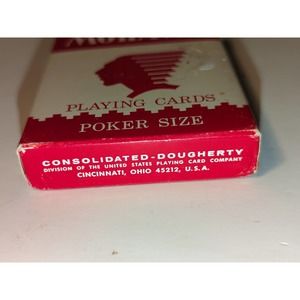 PLAYING CARDS
POKER SIZE
CONSOLIDATED-DOUGHERTY
DIVISION OF THE UNITED STATES PLAYING CARD COMPANY
CINCINNATI, OHIO 45212, U.S.A.